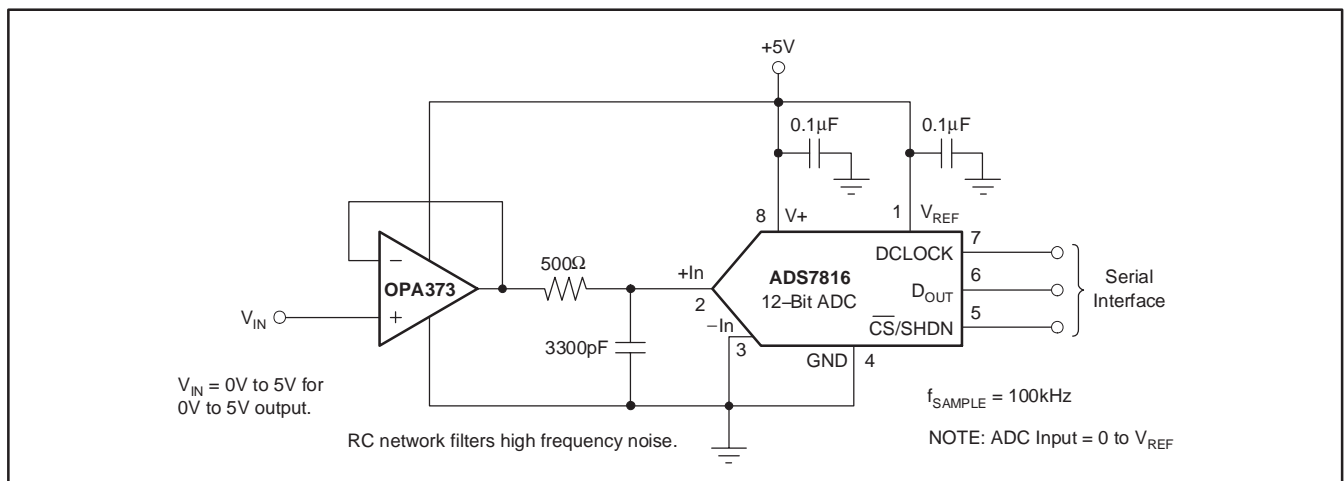 +5V
0.1μF
0.1μF
8
V+
1
VREF
7
DCLOCK
−
500Ω
+In
ADS7816
6
Serial
OPA373
2
12–Bit ADC
DOUT
Interface
5
VIN
+
−In
CS/SHDN
3300pF
3
GND
4
VIN = 0V to 5V for
0V to 5V output.
fSAMPLE = 100kHz
RC network filters high frequency noise.
NOTE: ADC Input = 0 to VREF